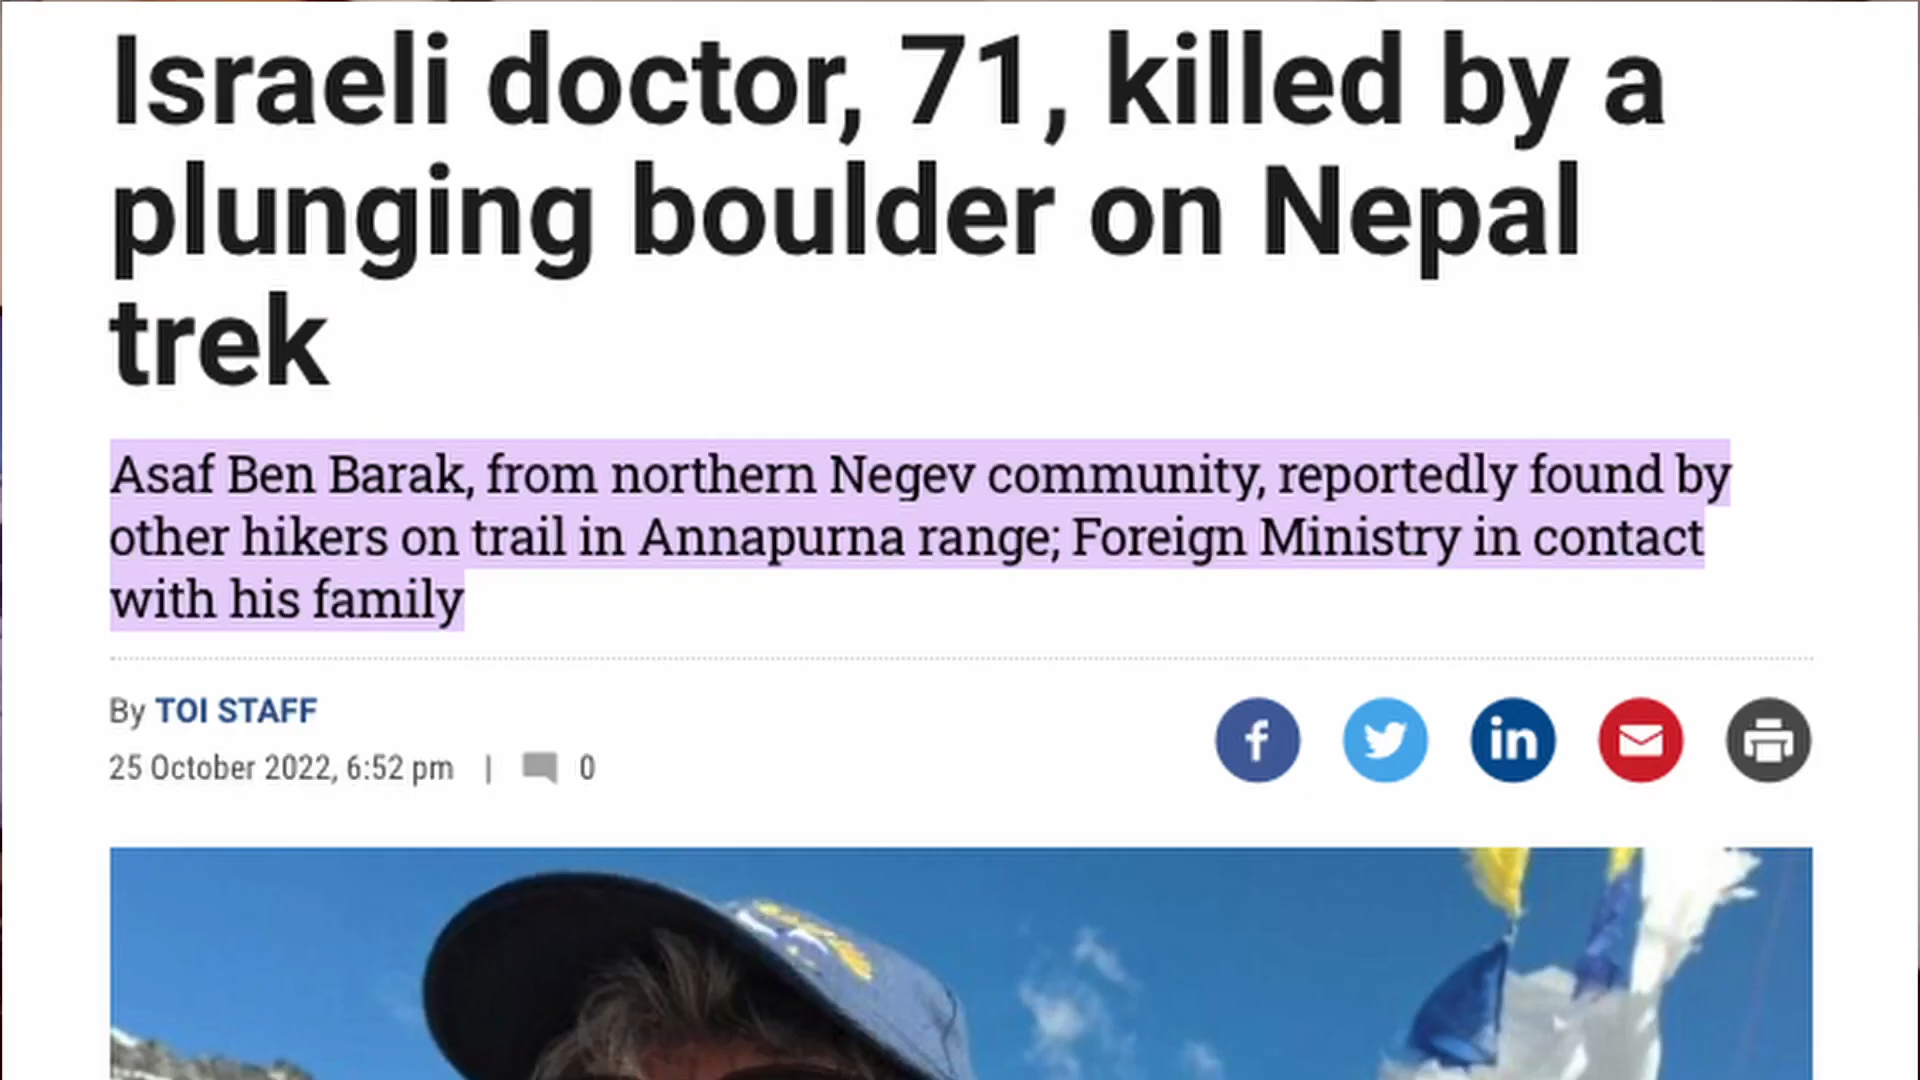 Israeli doctor, 71, killed by a
plunging boulder on Nepal
trek
Asaf Ben Barak, from northern Negev community, reportedly found by
other hikers on trail in Annapurna range; Foreign Ministry in contact
with his family
By TOI STAFF
25 October 2022, 6:52 pm | 0
f
in